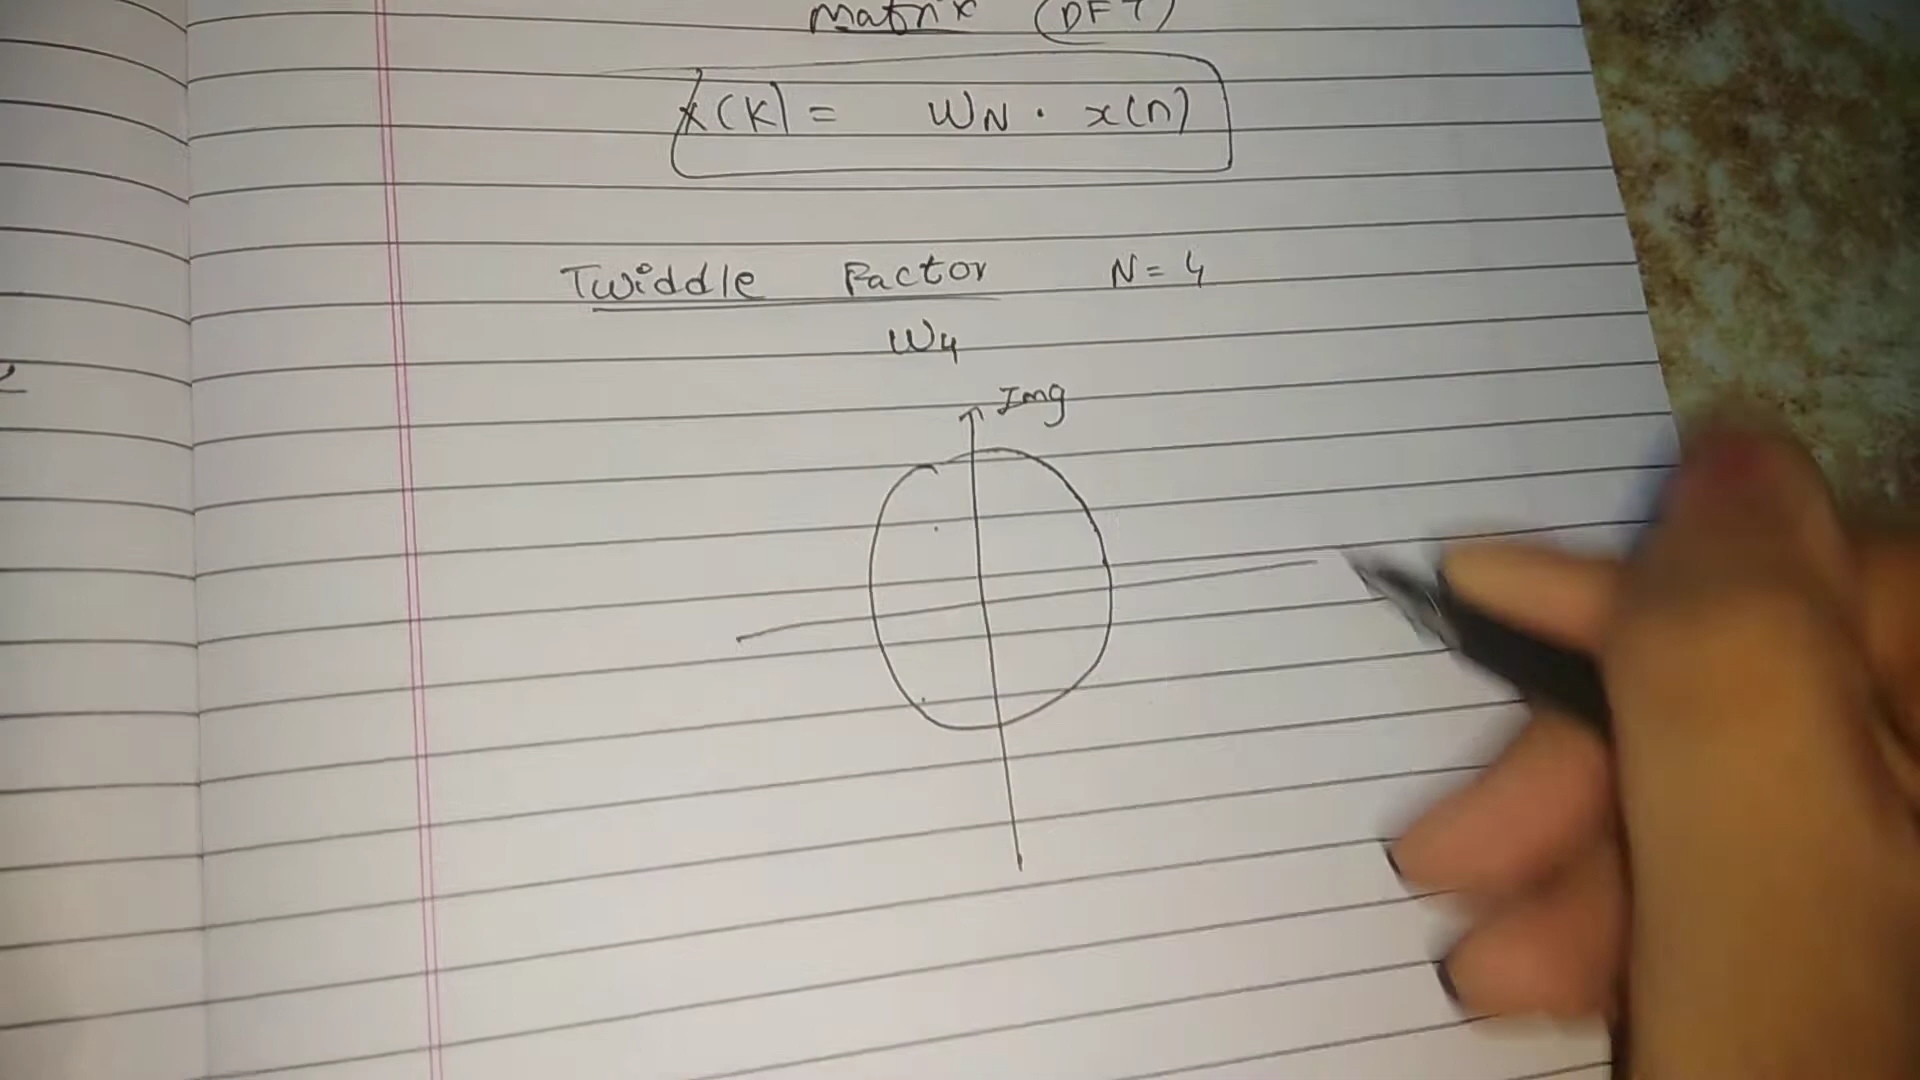 Matrix (DFT)
X(K) = WN · x(n)
Twiddle Factor N = 4
W4
Img